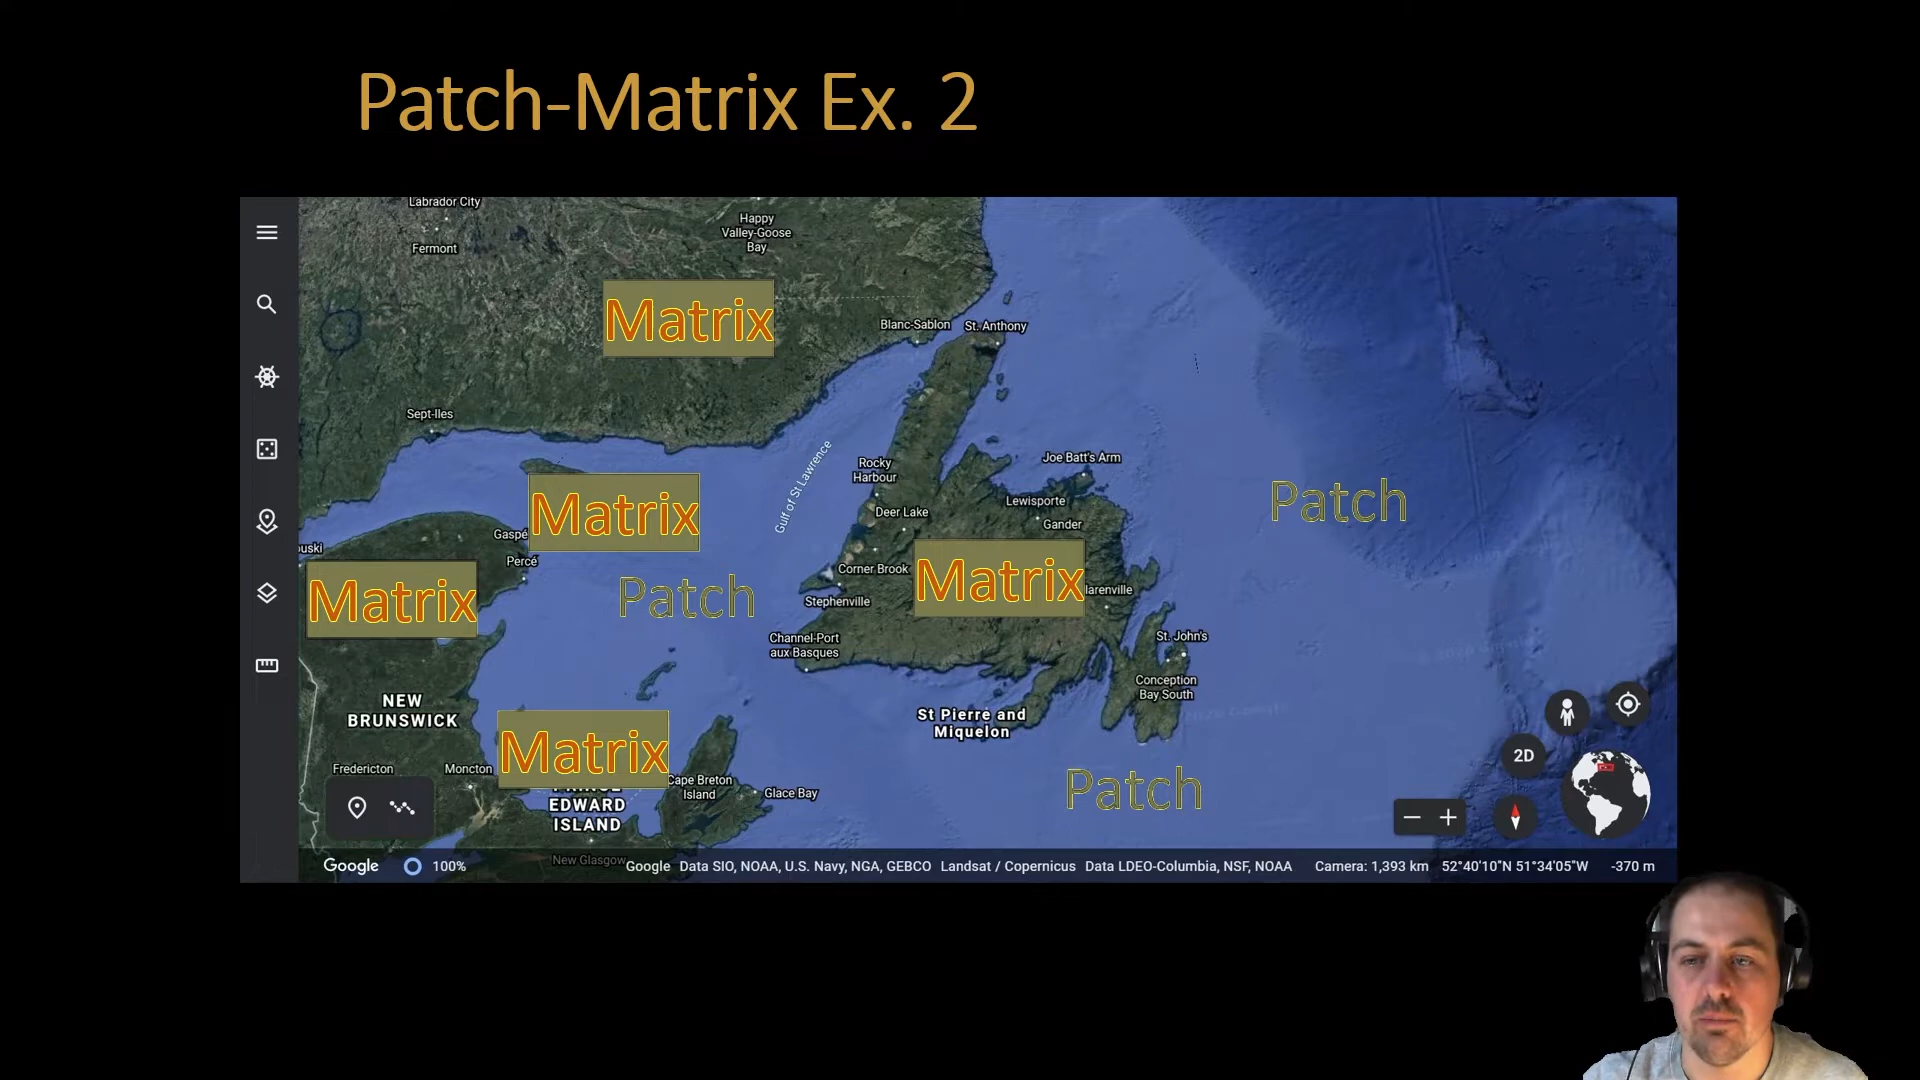 Patch-Matrix Ex. 2
Labrador City
Happy
Valley-Goose
Bay
Fermont
Matrix
Blanc-Sablon
St. Anthony
Sept-Iles
Gulf of St Lawrence
Rocky
Harbour
Joe Batt's Arm
Matrix
Deer Lake
Lewisporte
Gander
Patch
Gaspé
Percé
Matrix
Patch
Corner Brook
Matrix
larenville
Stephenville
Channel-Port
aux Basques
St. John's
Conception
Bay South
NEW
BRUNSWICK
St Pierre and
Miquelon
Matrix
Fredericton
Moncton
Cape Breton
Island
Glace Bay
Patch
EDWARD
ISLAND
2D
New Glasgow
Google
100%
Google Data SIO, NOAA, U.S. Navy, NGA, GEBCO Landsat / Copernicus Data LDEO-Columbia, NSF, NOAA
Camera: 1,393 km 52°40'10"N 51°34'05"W -370 m